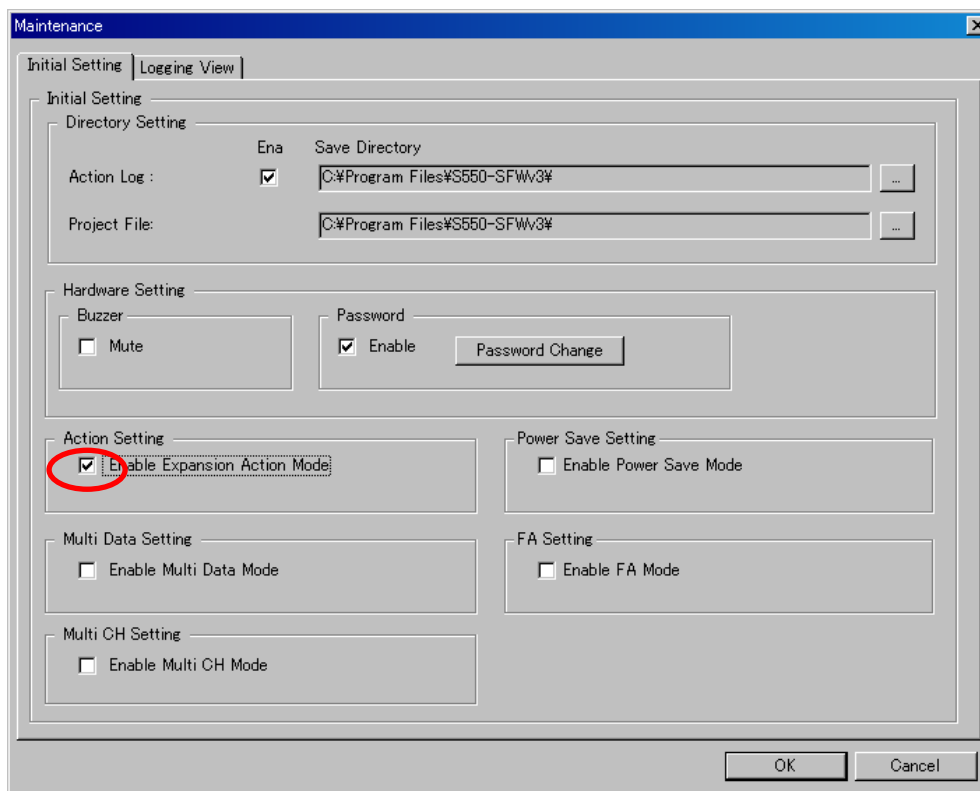 Maintenance
Initial Setting Logging View
Initial Setting
Directory Setting
Ena Save Directory
Action Log : C:¥Program Files¥S550-SFWv3¥ ...
Project File: C:¥Program Files¥S550-SFWv3¥ ...
Hardware Setting
Buzzer Password
Mute Enable Password Change
Action Setting Power Save Setting
Enable Expansion Action Mode Enable Power Save Mode
Multi Data Setting FA Setting
Enable Multi Data Mode Enable FA Mode
Multi CH Setting
Enable Multi CH Mode
OK Cancel